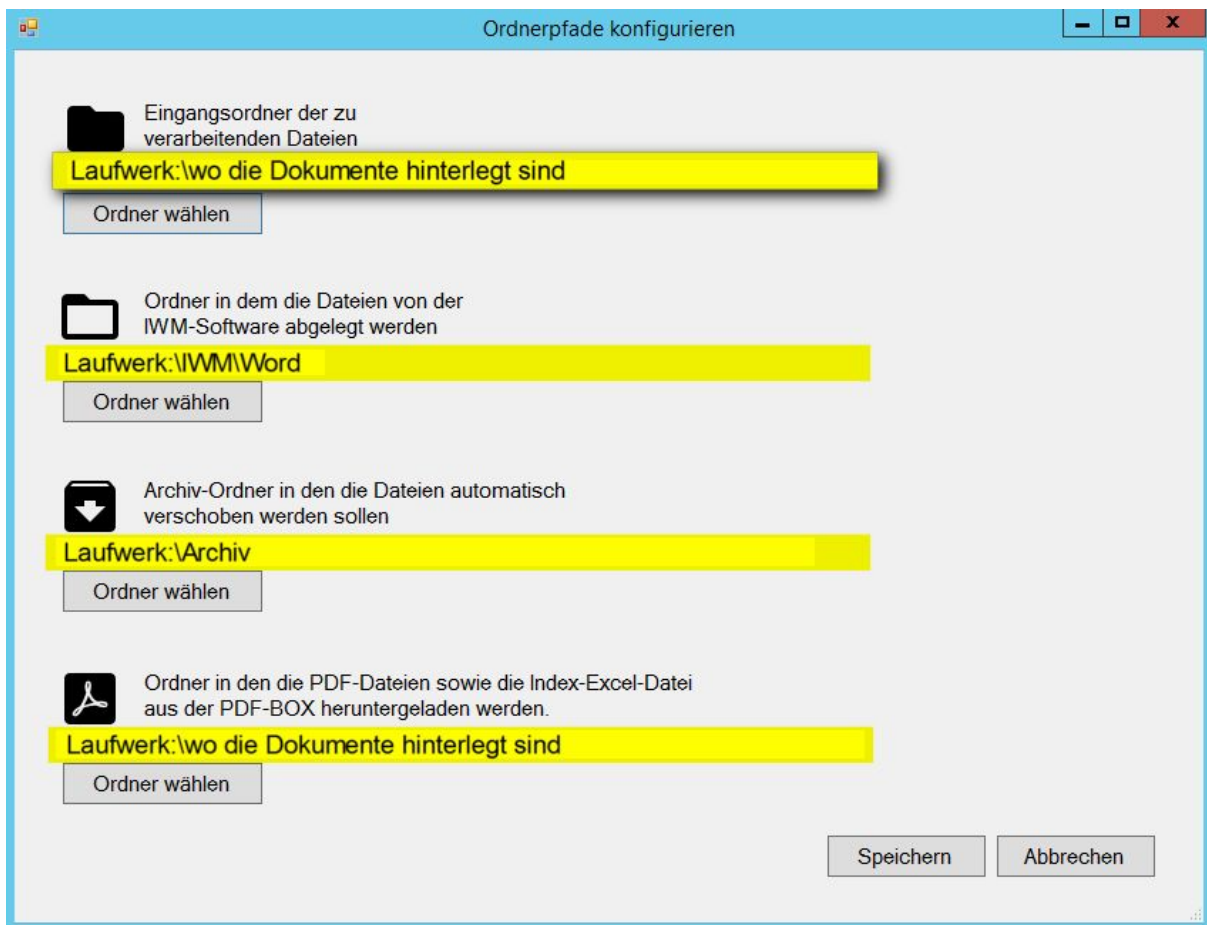 Ordnerpfade konfigurieren
Eingangsordner der zu
verarbeitenden Dateien
Laufwerk:\wo die Dokumente hinterlegt sind
Ordner wählen
Ordner in dem die Dateien von der
IWM-Software abgelegt werden
Laufwerk:\IWM\Word
Ordner wählen
Archiv-Ordner in den die Dateien automatisch
verschoben werden sollen
Laufwerk:\Archiv
Ordner wählen
Ordner in den die PDF-Dateien sowie die Index-Excel-Datei
aus der PDF-BOX heruntergeladen werden.
Laufwerk:\wo die Dokumente hinterlegt sind
Ordner wählen
Speichern Abbrechen